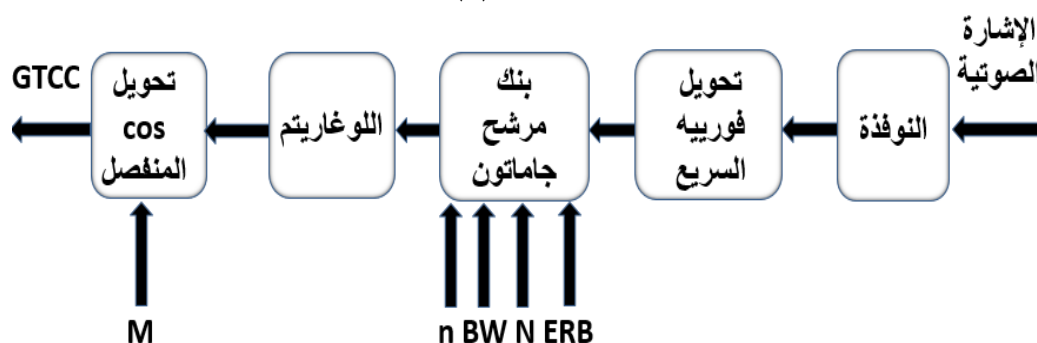 الإشارة
الصوتية
النوفذة
تحويل
فورييه
السريع
بنك
مرشح
جاماتون
اللوغاريتم
تحويل
cos
المنفصل
GTCC
n BW N ERB
M